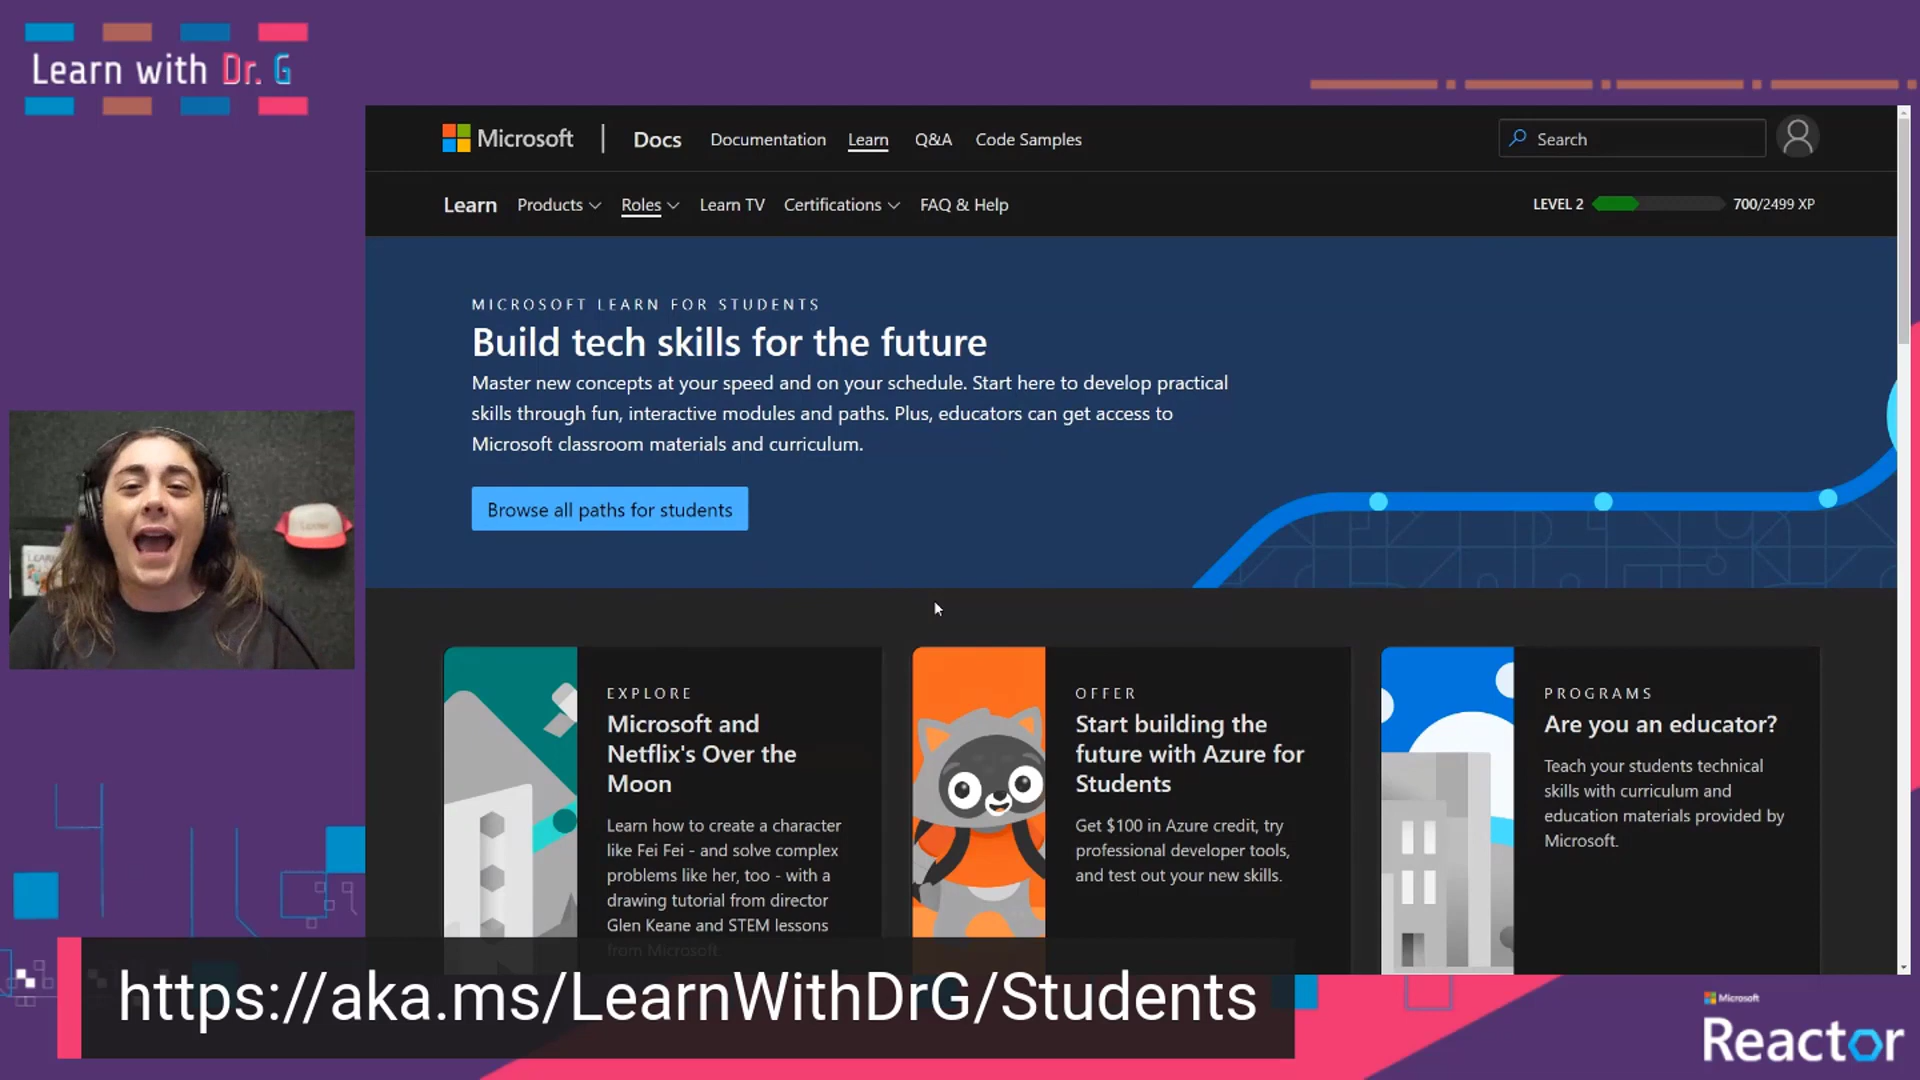 Learn with Dr. G
Microsoft | Docs Documentation Learn Q&A Code Samples Search
Learn Products Roles Learn TV Certifications FAQ & Help LEVEL 2 700/2499 XP
MICROSOFT LEARN FOR STUDENTS
Build tech skills for the future
Master new concepts at your speed and on your schedule. Start here to develop practical
skills through fun, interactive modules and paths. Plus, educators can get access to
Microsoft classroom materials and curriculum.
Browse all paths for students
EXPLORE
Microsoft and
Netflix's Over the
Moon
Learn how to create a character
like Fei Fei - and solve complex
problems like her, too - with a
drawing tutorial from director
Glen Keane and STEM lessons
from Microsoft.
OFFER
Start building the
future with Azure for
Students
Get $100 in Azure credit, try
professional developer tools,
and test out your new skills.
PROGRAMS
Are you an educator?
Teach your students technical
skills with curriculum and
education materials provided by
Microsoft.
https://aka.ms/LearnWithDrG/Students
Microsoft
Reactor